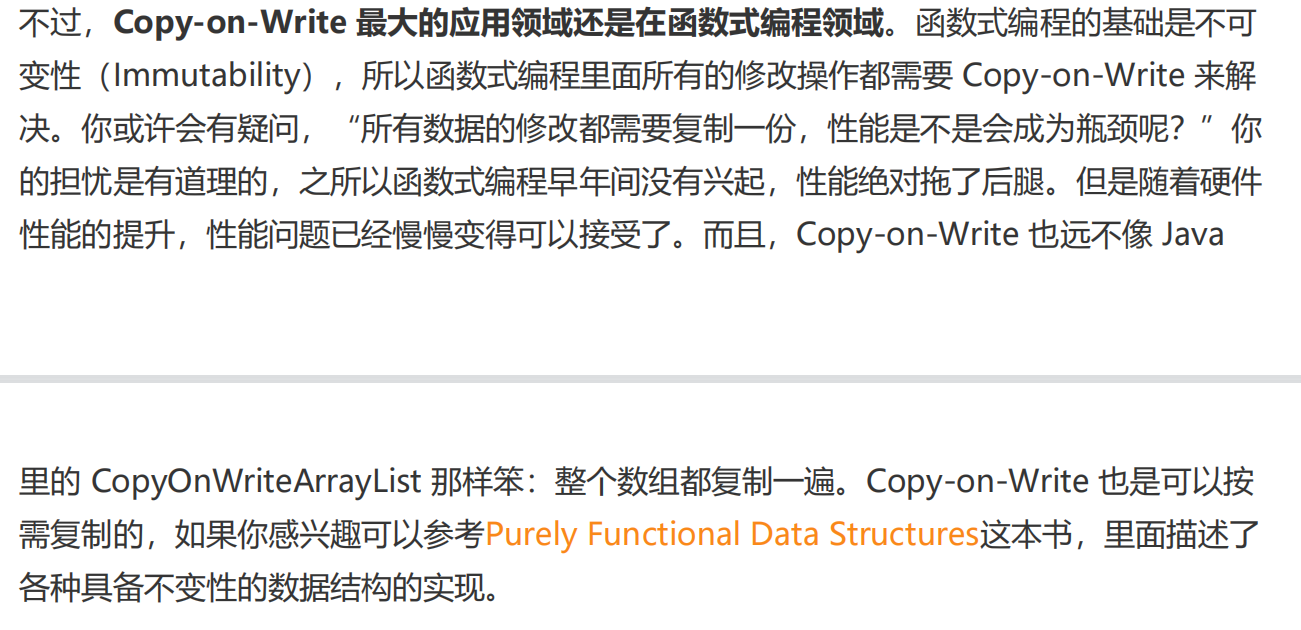 不过，Copy-on-Write 最大的应用领域还是在函数式编程领域。函数式编程的基础是不可
变性（Immutability），所以函数式编程里面所有的修改操作都需要 Copy-on-Write 来解
决。你或许会有疑问，“所有数据的修改都需要复制一份，性能是不是会成为瓶颈呢？”你
的担忧是有道理的，之所以函数式编程早年间没有兴起，性能绝对拖了后腿。但是随着硬件
性能的提升，性能问题已经慢慢变得可以接受了。而且，Copy-on-Write 也远不像 Java
里的 CopyOnWriteArrayList 那样笨：整个数组都复制一遍。Copy-on-Write 也是可以按
需复制的，如果你感兴趣可以参考Purely Functional Data Structures这本书，里面描述了
各种具备不变性的数据结构的实现。